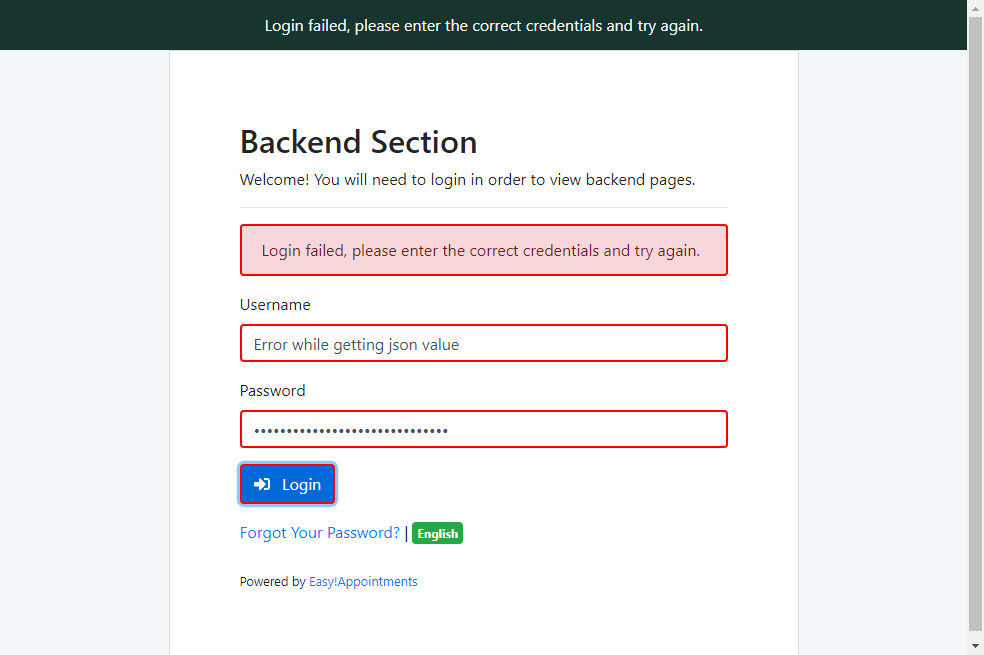 Login failed, please enter the correct credentials and try again.
Backend Section
Welcome! You will need to login in order to view backend pages.
Login failed, please enter the correct credentials and try again.
Username
Error while getting json value
Password
Login
Forgot Your Password? | English
Powered by Easy!Appointments